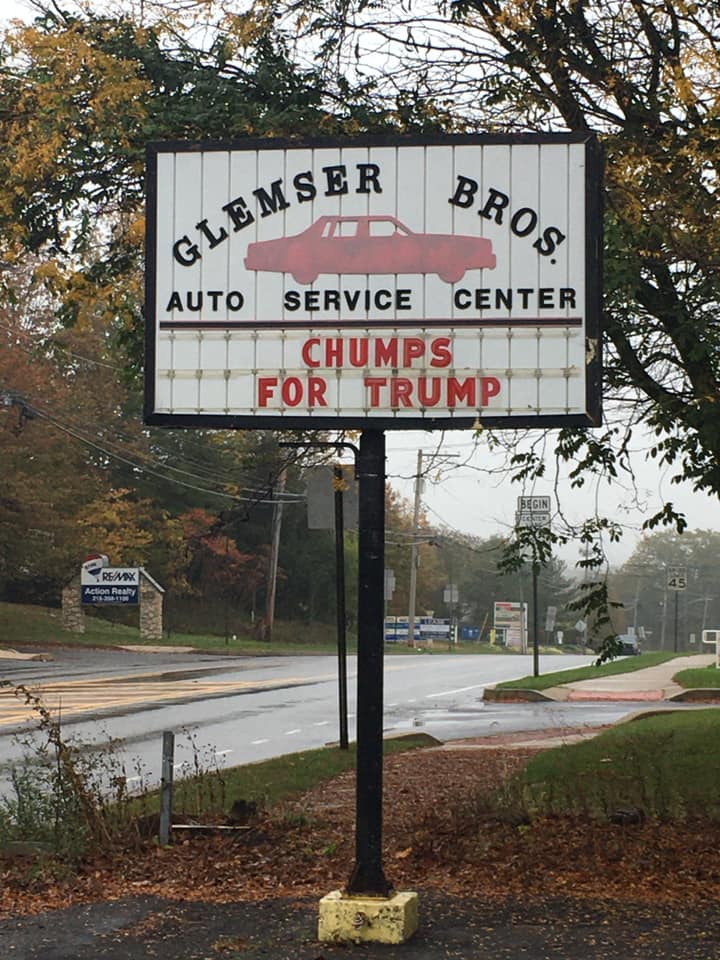 GLEMSER BROS.
AUTO SERVICE CENTER
CHUMPS
FOR TRUMP
BEGIN
RE/MAX
Action Realty
45